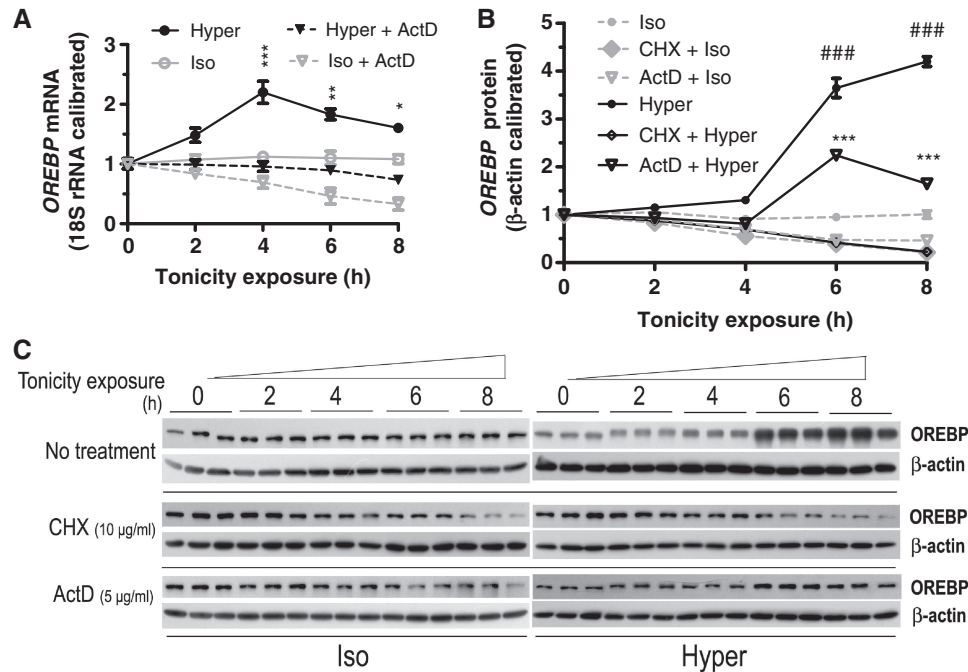 A
Hyper
Hyper + ActD
Iso
Iso + ActD
OREBP mRNA
(18S rRNA calibrated)
3
2
1
0
***
**
*
0 2 4 6 8
Tonicity exposure (h)
B
Iso
CHX + Iso
ActD + Iso
Hyper
CHX + Hyper
ActD + Hyper
OREBP protein
(β-actin calibrated)
5
4
3
2
1
0
###
###
***
***
0 2 4 6 8
Tonicity exposure (h)
C
Tonicity exposure
(h)
0 2 4 6 8 0 2 4 6 8
No treatment
OREBP
β-actin
CHX (10 µg/ml)
OREBP
β-actin
ActD (5 µg/ml)
OREBP
β-actin
Iso Hyper